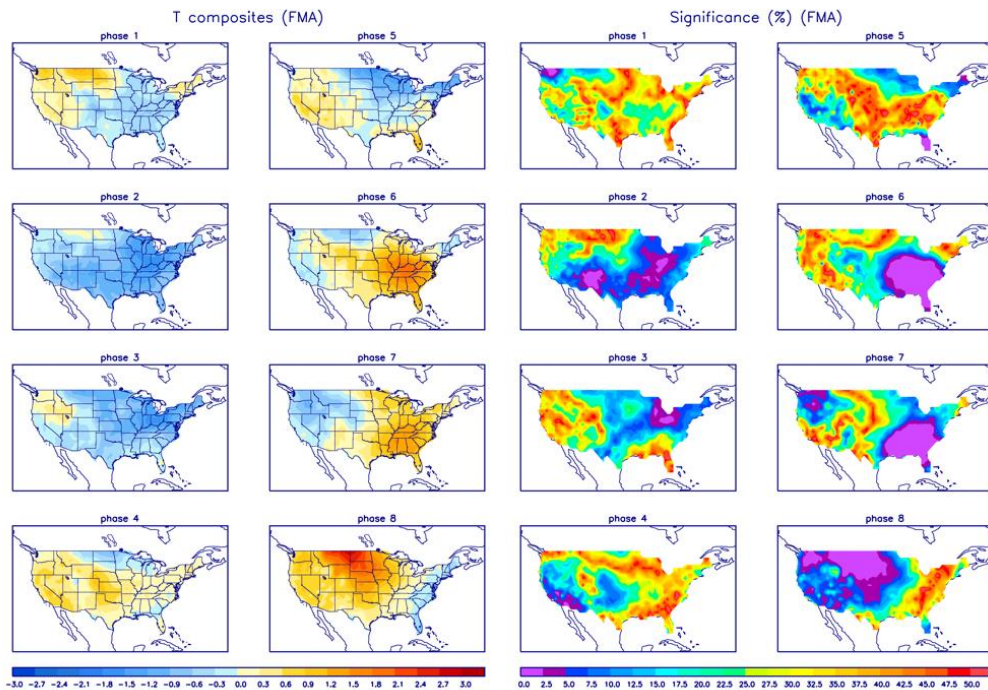 T composites (FMA) Significance (%) (FMA)
phase 1 phase 5 phase 1 phase 5
phase 2 phase 6 phase 2 phase 6
phase 3 phase 7 phase 3 phase 7
phase 4 phase 8 phase 4 phase 8
-3.0 -2.7 -2.4 -2.1 -1.8 -1.5 -1.2 -0.9 -0.6 -0.3 0.0 0.3 0.6 0.9 1.2 1.5 1.8 2.1 2.4 2.7 3.0 0.0 2.5 5.0 7.5 10.0 12.5 15.0 17.5 20.0 22.5 25.0 27.5 30.0 32.5 35.0 37.5 40.0 42.5 45.0 47.5 50.0